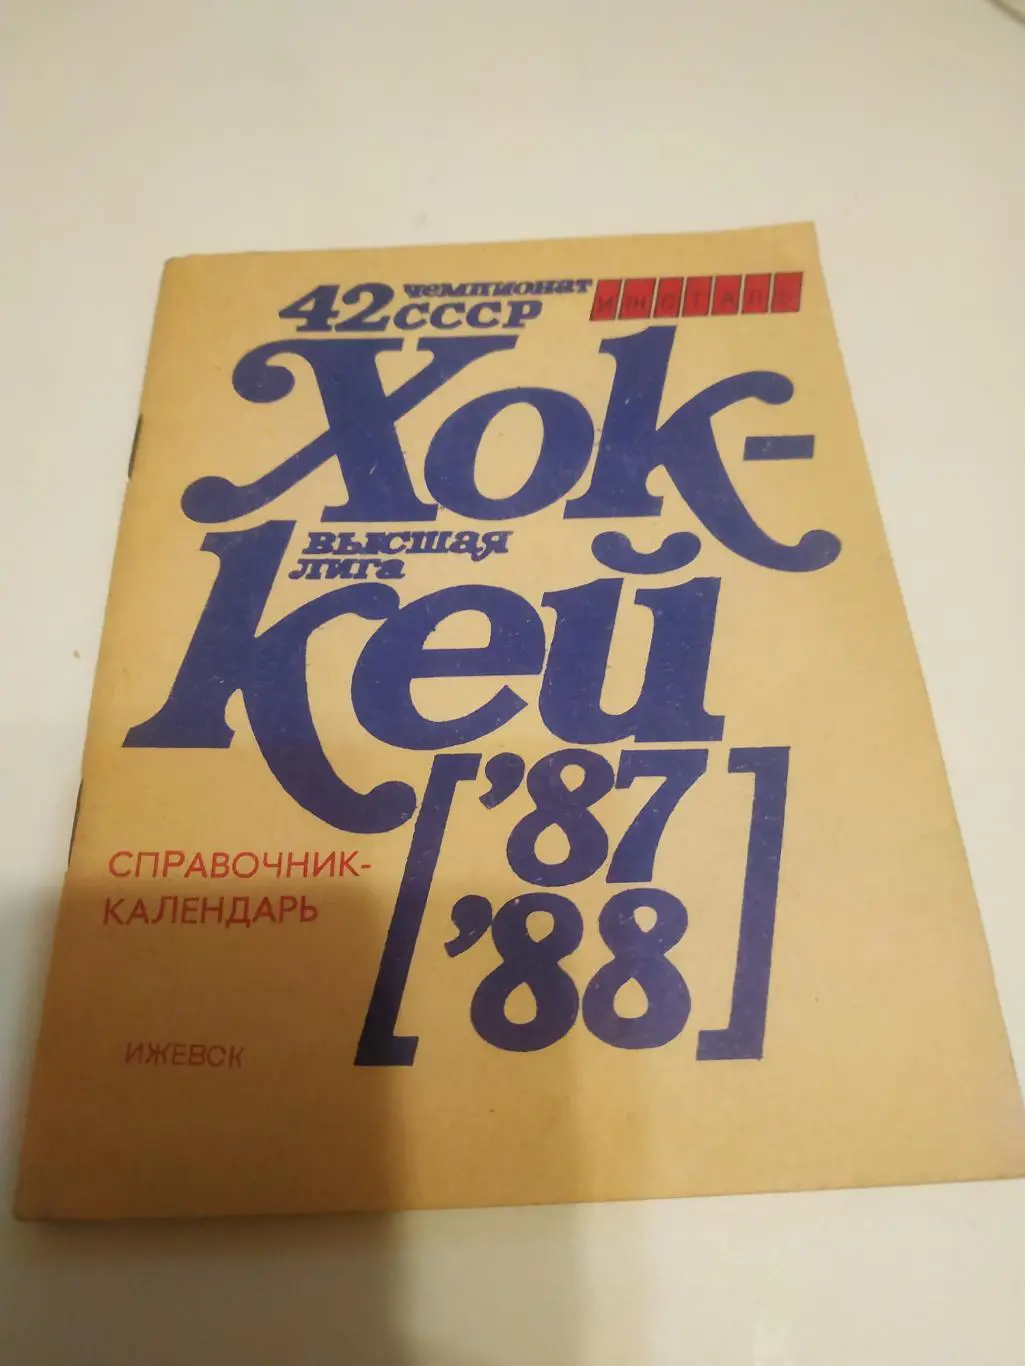 42 чемпионат
СССР
ИЖСТАЛЬ
Хок-
кей
высшая
лига
['87
'88]
СПРАВОЧНИК-
КАЛЕНДАРЬ
ИЖЕВСК